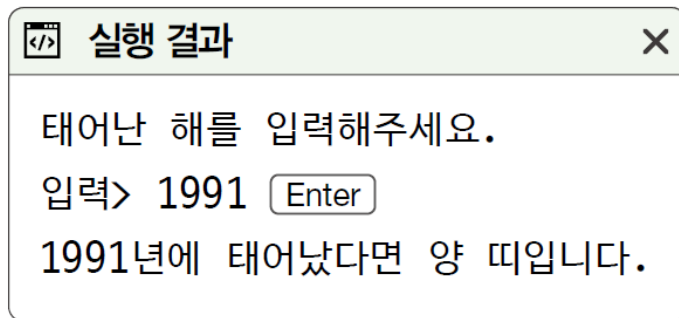 </> 실행 결과 ×
태어난 해를 입력해주세요.
입력> 1991 Enter
1991년에 태어났다면 양 띠입니다.